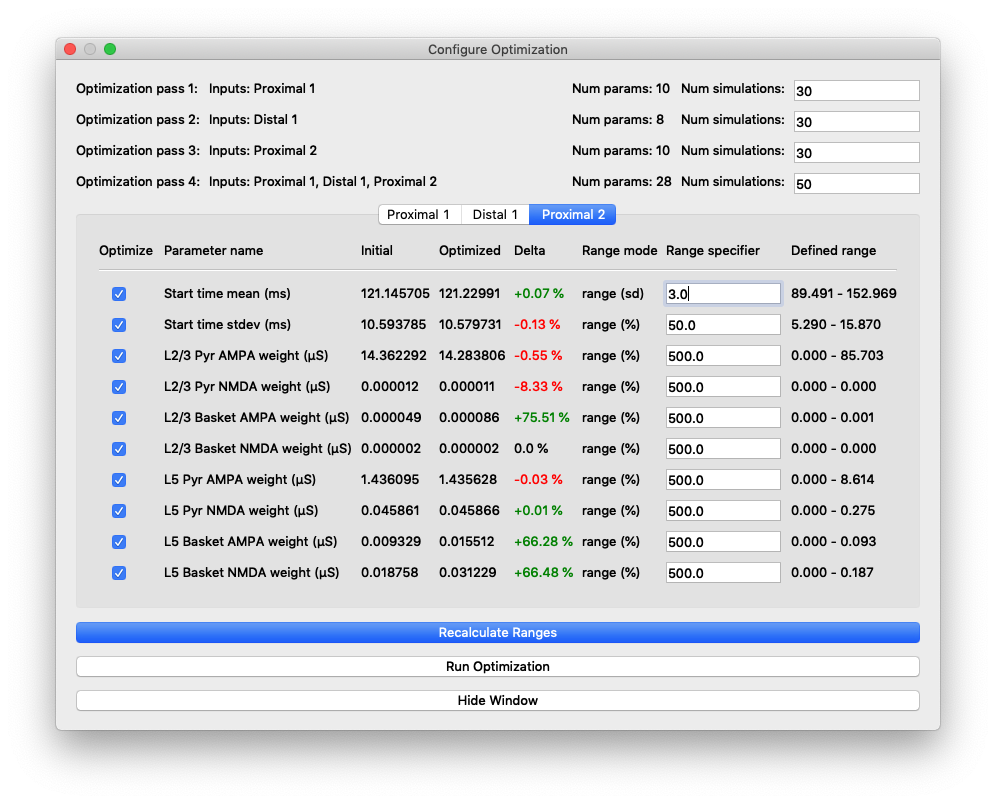 Configure Optimization
Optimization pass 1: Inputs: Proximal 1 Num params: 10 Num simulations: 30
Optimization pass 2: Inputs: Distal 1 Num params: 8 Num simulations: 30
Optimization pass 3: Inputs: Proximal 2 Num params: 10 Num simulations: 30
Optimization pass 4: Inputs: Proximal 1, Distal 1, Proximal 2 Num params: 28 Num simulations: 50
Proximal 1 Distal 1 Proximal 2
Optimize Parameter name Initial Optimized Delta Range mode Range specifier Defined range
Start time mean (ms) 121.145705 121.22991 +0.07 % range (sd) 3.0 89.491 - 152.969
Start time stdev (ms) 10.593785 10.579731 -0.13 % range (%) 50.0 5.290 - 15.870
L2/3 Pyr AMPA weight (µS) 14.362292 14.283806 -0.55 % range (%) 500.0 0.000 - 85.703
L2/3 Pyr NMDA weight (µS) 0.000012 0.000011 -8.33 % range (%) 500.0 0.000 - 0.000
L2/3 Basket AMPA weight (µS) 0.000049 0.000086 +75.51 % range (%) 500.0 0.000 - 0.001
L2/3 Basket NMDA weight (µS) 0.000002 0.000002 0.0 % range (%) 500.0 0.000 - 0.000
L5 Pyr AMPA weight (µS) 1.436095 1.435628 -0.03 % range (%) 500.0 0.000 - 8.614
L5 Pyr NMDA weight (µS) 0.045861 0.045866 +0.01 % range (%) 500.0 0.000 - 0.275
L5 Basket AMPA weight (µS) 0.009329 0.015512 +66.28 % range (%) 500.0 0.000 - 0.093
L5 Basket NMDA weight (µS) 0.018758 0.031229 +66.48 % range (%) 500.0 0.000 - 0.187
Recalculate Ranges
Run Optimization
Hide Window